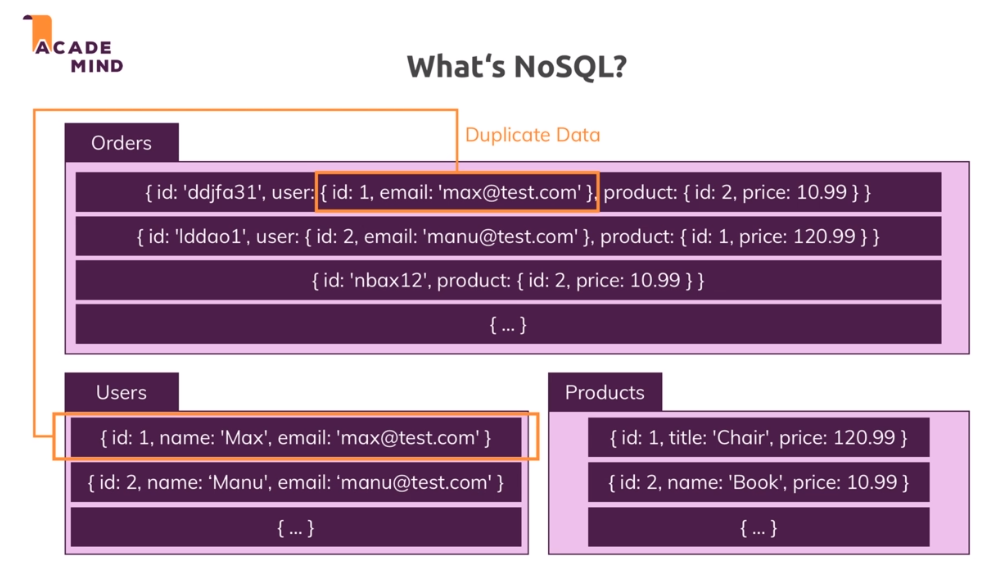 ACADE
MIND
What‘s NoSQL?
Duplicate Data
Orders
{ id: 'ddjfa31', user: { id: 1, email: 'max@test.com' }, product: { id: 2, price: 10.99 } }
{ id: 'lddao1', user: { id: 2, email: 'manu@test.com' }, product: { id: 1, price: 120.99 } }
{ id: 'nbax12', product: { id: 2, price: 10.99 } }
{ ... }
Users
{ id: 1, name: 'Max', email: 'max@test.com' }
{ id: 2, name: ‘Manu', email: ‘manu@test.com' }
{ ... }
Products
{ id: 1, title: 'Chair', price: 120.99 }
{ id: 2, name: 'Book', price: 10.99 }
{ ... }